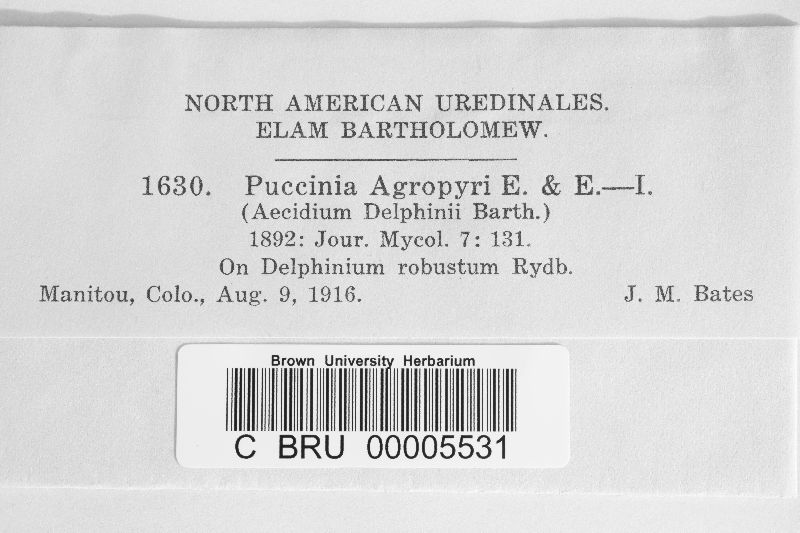 NORTH AMERICAN UREDINALES.
ELAM BARTHOLOMEW.
1630. Puccinia Agropyri E. & E.—I.
(Aecidium Delphinii Barth.)
1892: Jour. Mycol. 7: 131.
On Delphinium robustum Rydb.
Manitou, Colo., Aug. 9, 1916. J. M. Bates
Brown University Herbarium
C BRU 00005531